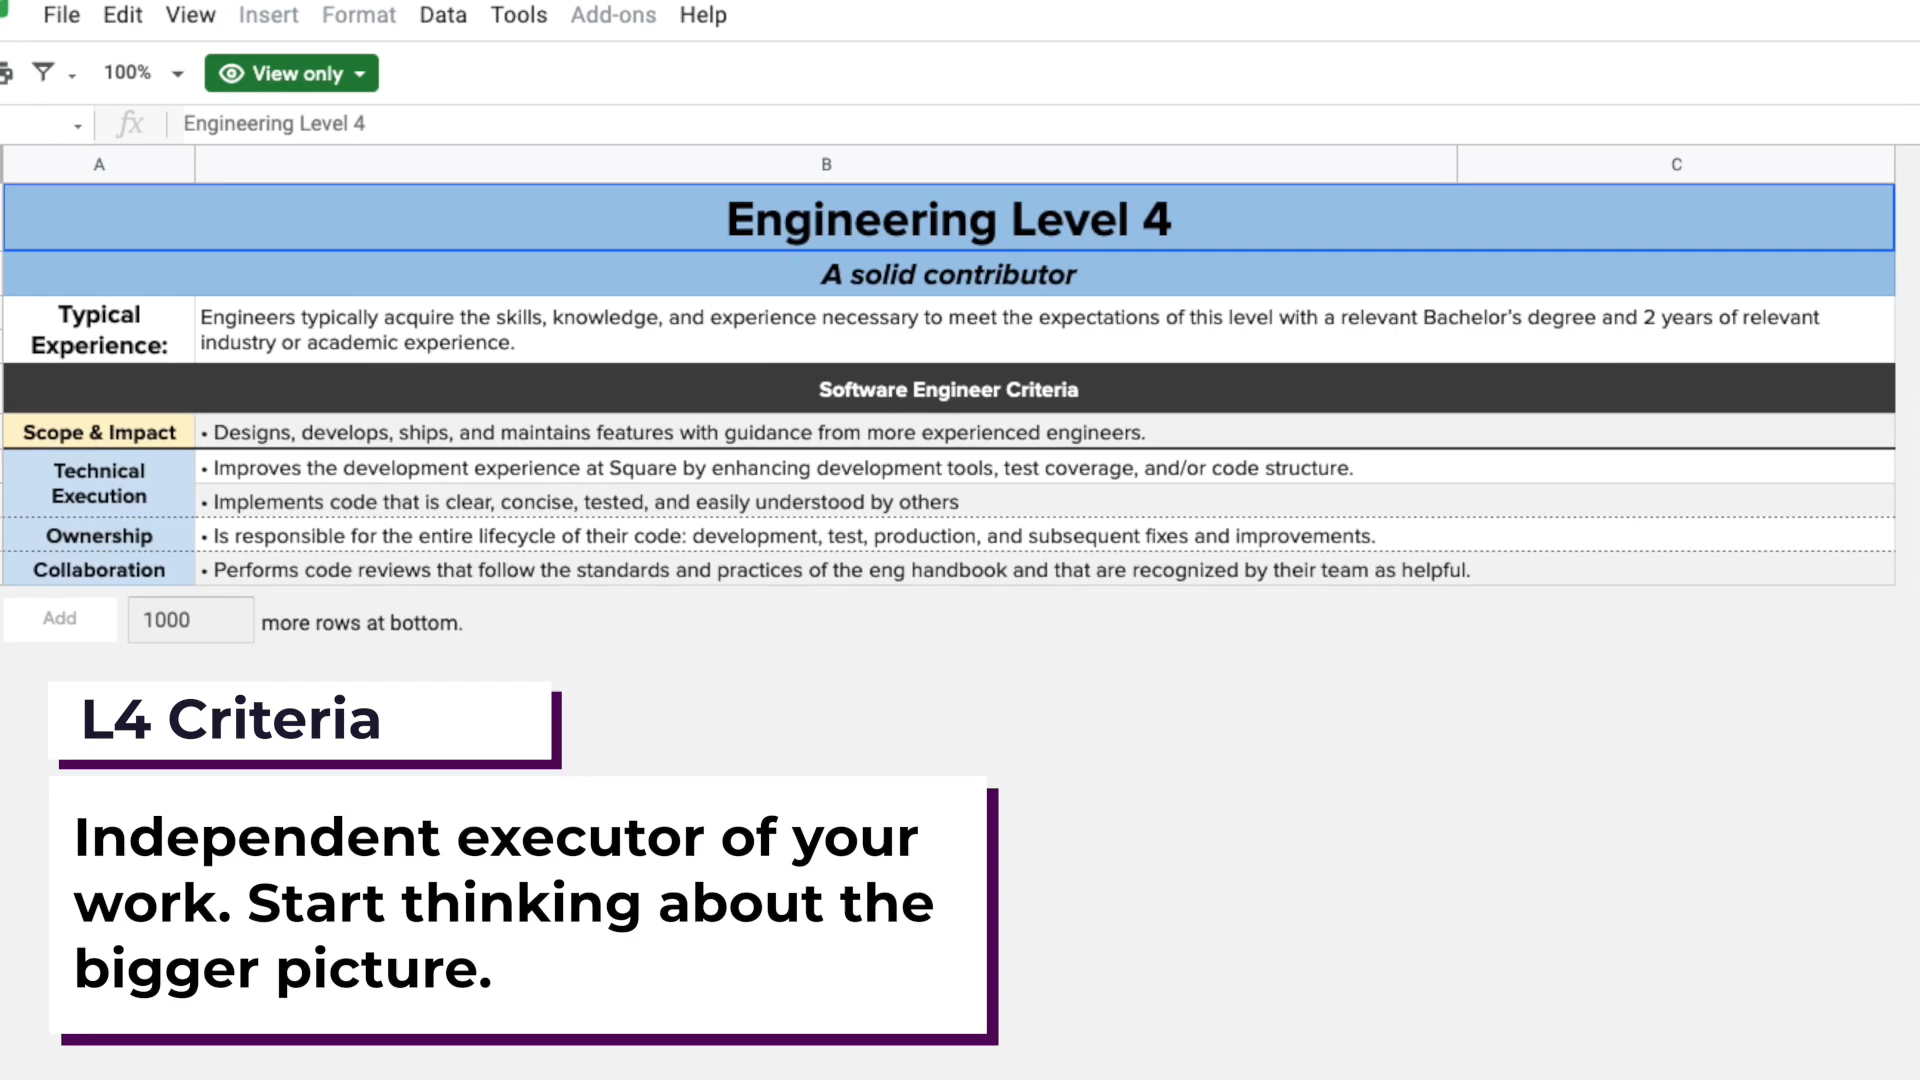 File Edit View Insert Format Data Tools Add-ons Help
100% View only
fx Engineering Level 4
A B C
Engineering Level 4
A solid contributor
Typical
Experience:
Engineers typically acquire the skills, knowledge, and experience necessary to meet the expectations of this level with a relevant Bachelor's degree and 2 years of relevant
industry or academic experience.
Software Engineer Criteria
Scope & Impact
• Designs, develops, ships, and maintains features with guidance from more experienced engineers.
Technical
Execution
• Improves the development experience at Square by enhancing development tools, test coverage, and/or code structure.
• Implements code that is clear, concise, tested, and easily understood by others
Ownership
• Is responsible for the entire lifecycle of their code: development, test, production, and subsequent fixes and improvements.
Collaboration
• Performs code reviews that follow the standards and practices of the eng handbook and that are recognized by their team as helpful.
Add 1000 more rows at bottom.
L4 Criteria
Independent executor of your
work. Start thinking about the
bigger picture.